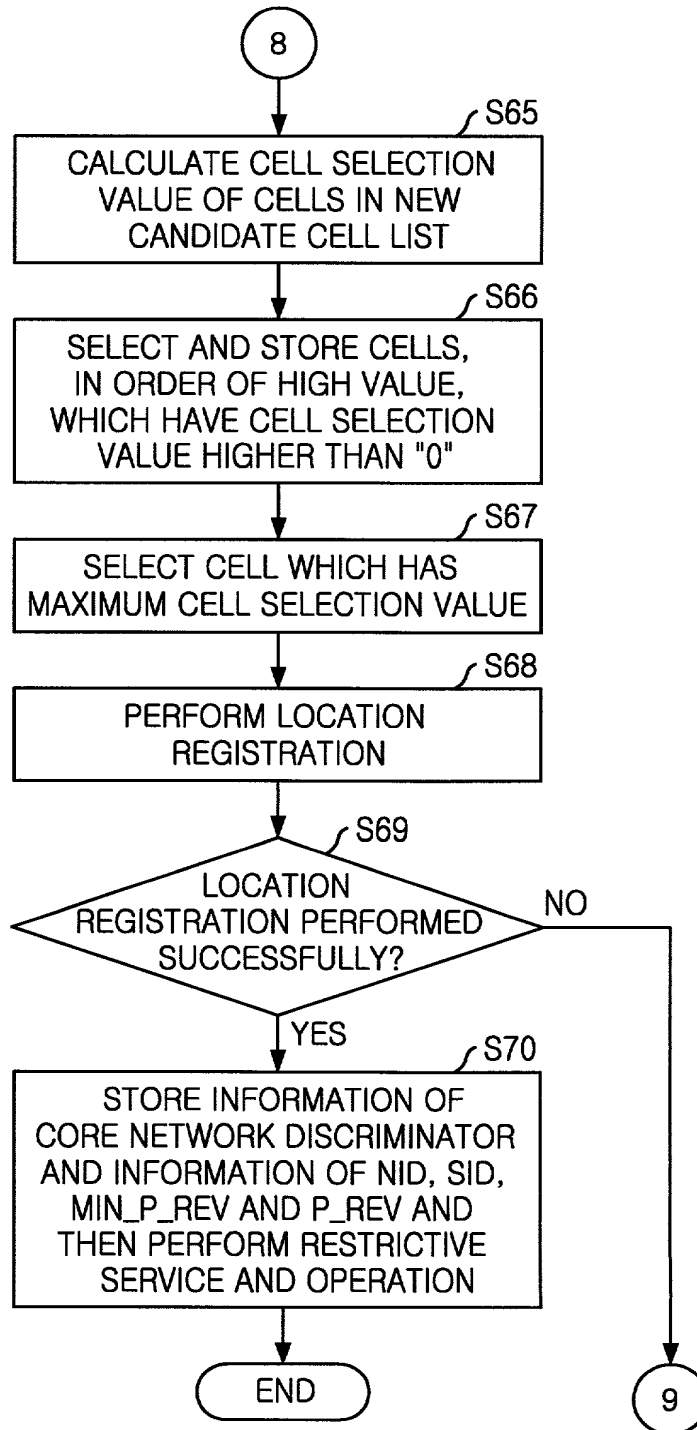 8
S65
CALCULATE CELL SELECTION
VALUE OF CELLS IN NEW
CANDIDATE CELL LIST
S66
SELECT AND STORE CELLS,
IN ORDER OF HIGH VALUE,
WHICH HAVE CELL SELECTION
VALUE HIGHER THAN "0"
S67
SELECT CELL WHICH HAS
MAXIMUM CELL SELECTION VALUE
S68
PERFORM LOCATION
REGISTRATION
S69
LOCATION
REGISTRATION PERFORMED
SUCCESSFULLY?
NO
YES
S70
STORE INFORMATION OF
CORE NETWORK DISCRIMINATOR
AND INFORMATION OF NID, SID,
MIN_P_REV AND P_REV AND
THEN PERFORM RESTRICTIVE
SERVICE AND OPERATION
END
9